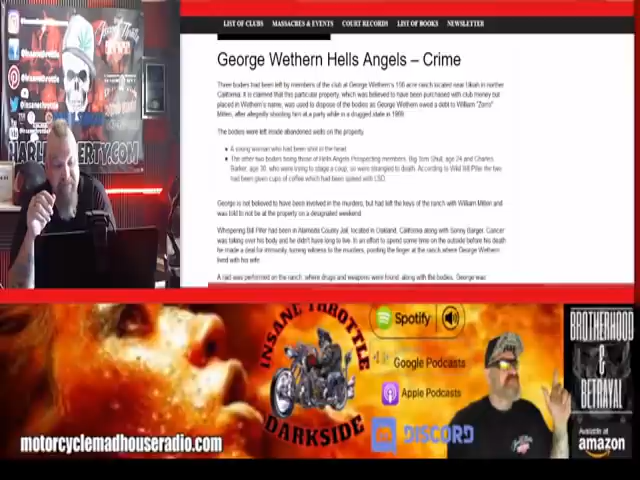 LIST OF CLUBS MASSACRES & EVENTS COURT RECORDS LIST OF BOOKS NEWSLETTER
George Wethern Hells Angels – Crime
Three bodies had been left by members of the club at George Wethern's 156 acre ranch located near Ukiah in norther
California. It is claimed that this particular property, which was believed to have been purchased with club money but
placed in Wethern's name, was used to dispose of the bodies as George Wethern owed a debt to William "Zorro"
Mitten, after allegedly shooting him at a party while in a drugged state in 1969
The bodies were left inside abandoned wells on the property.
A young woman who had been shot in the head.
The other two bodies being those of Hells Angels Prospecting members, Big Tom Shull, age 24 and Charles
Barker, age 30, who were trying to stage a coup, so were strangled to death. According to Whispering Bill Pifer the two
had been given cups of coffee which had been spiked with LSD.
George is not believed to have been involved in the murders, but had left the keys of the ranch with William Mitten and
was told to not be at the property on a designated weekend
Whispering Bill Pifer had been in Alameda County Jail, located in Oakland, California along with Sonny Barger. Cancer
was taking over his body and he didn't have long to live. In an effort to spend some time on the outside before his death
he made a deal for immunity, turning witness to the murders, pointing the finger at the ranch where George Wethern
lived with his wife
A raid was performed on the ranch, where drugs and weapons were found, along with the bodies. George was
INSANE THROTTLE
DARKSIDE
Spotify
Google Podcasts
Apple Podcasts
DISCORD
BROTHERHOOD
&
BETRAYAL
Available at
amazon
motorcyclemadhouseradio.com